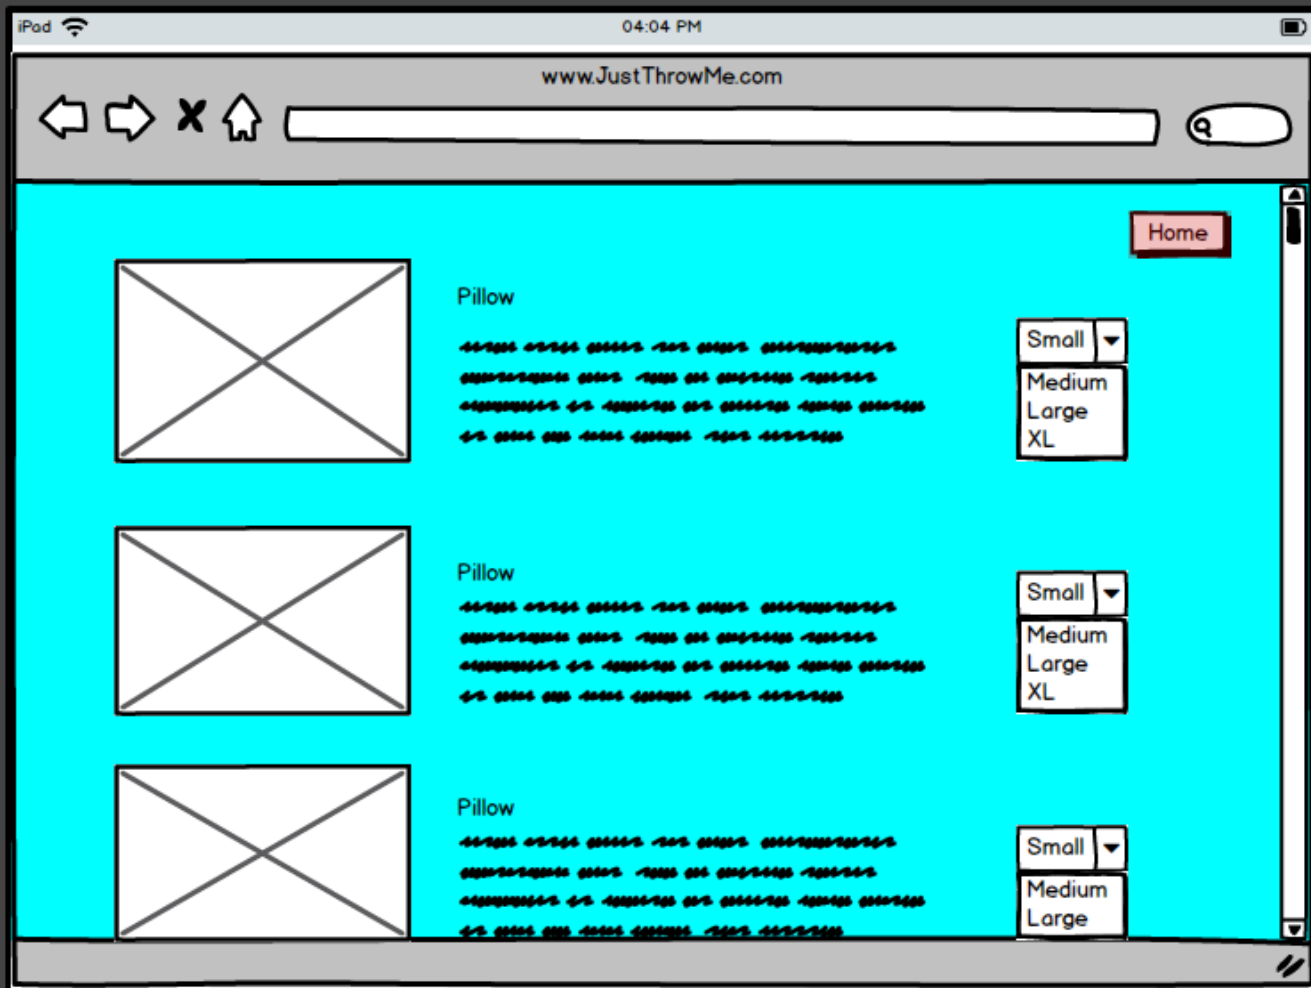 iPad
04:04 PM
www.JustThrowMe.com
Home
Pillow
Small
Medium
Large
XL
Pillow
Small
Medium
Large
XL
Pillow
Small
Medium
Large